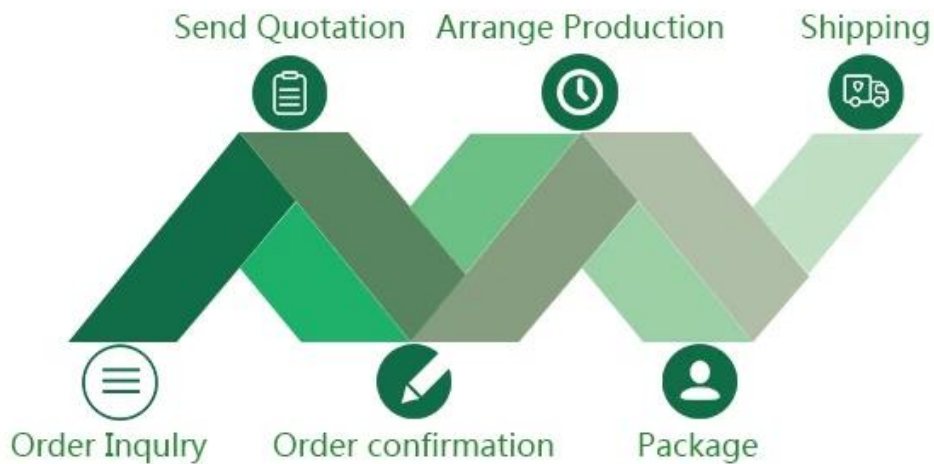 Send Quotation
Arrange Production
Shipping
Order Inqulry
Order confirmation
Package